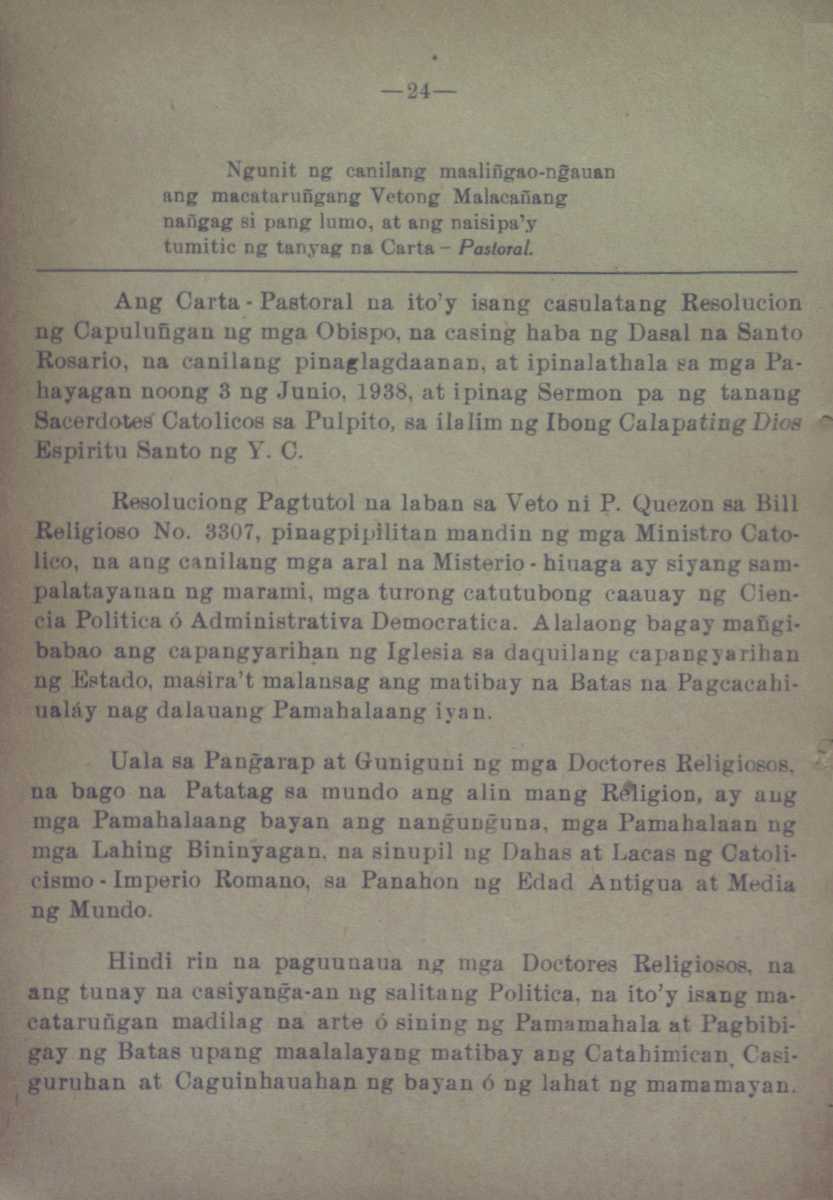 —24—
Ngunit ng canilang maaliñgao-ng̃auan
ang macataruñgang Vetong Malacañang
nañgag si pang lumo, at ang naisipa'y
tumitic ng tanyag na Carta – Pastoral.
Ang Carta - Pastoral na ito'y isang casulatang Resolucion
ng Capuluñgan ng mga Obispo, na casing haba ng Dasal na Santo
Rosario, na canilang pinaglagdaanan, at ipinalathala sa mga Pa-
hayagan noong 3 ng Junio, 1938, at ipinag Sermon pa ng tanang
Sacerdotes Catolicos sa Pulpito, sa ilalim ng Ibong Calapating Dios
Espiritu Santo ng Y. C.
Resoluciong Pagtutol na laban sa Veto ni P. Quezon sa Bill
Religioso No. 3307, pinagpipilitan mandin ng mga Ministro Cato-
lico, na ang canilang mga aral na Misterio - hiuaga ay siyang sam-
palatayanan ng marami, mga turong catutubong caauay ng Cien-
cia Politica ó Administrativa Democratica. Alalaong bagay mañgi-
babao ang capangyarihan ng Iglesia sa daquilang capangyarihan
ng Estado, masira't malansag ang matibay na Batas na Pagcacahi-
ualáy nag dalauang Pamahalaang iyan.
Uala sa Pang̃arap at Guniguni ng mga Doctores Religiosos,
na bago na Patatag sa mundo ang alin mang Religion, ay ang
mga Pamahalaang bayan ang nang̃ung̃una, mga Pamahalaan ng
mga Lahing Bininyagan, na sinupil ng Dahas at Lacas ng Catoli-
cismo - Imperio Romano, sa Panahon ng Edad Antigua at Media
ng Mundo.
Hindi rin na paguunaua ng mga Doctores Religiosos, na
ang tunay na casiyang̃a-an ng salitang Politica, na ito'y isang ma-
cataruñgan madilag na arte ó sining ng Pamamahala at Pagbibi-
gay ng Batas upang maalalayang matibay ang Catahimican, Casi-
guruhan at Caguinhauahan ng bayan ó ng lahat ng mamamayan.